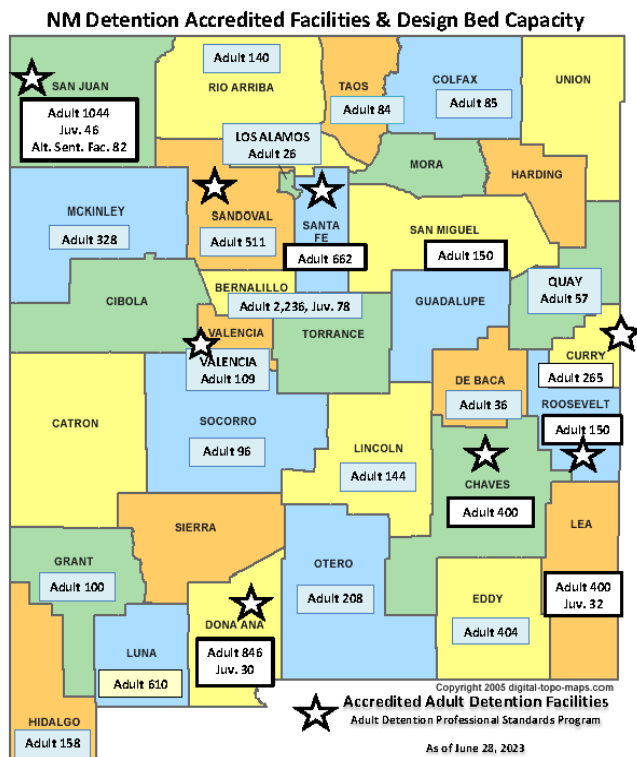 NM Detention Accredited Facilities & Design Bed Capacity
SAN JUAN
Adult 1044
Juv. 46
Alt. Sent. Fac. 82
Adult 140
RIO ARRIBA
TAOS
Adult 84
COLFAX
Adult 85
UNION
LOS ALAMOS
Adult 26
MORA
HARDING
MCKINLEY
Adult 328
SANDOVAL
Adult 511
SANTA
FE
Adult 662
SAN MIGUEL
Adult 150
CIBOLA
BERNALILLO
Adult 2,236, Juv. 78
GUADALUPE
QUAY
Adult 57
VALENCIA
VALENCIA
Adult 109
TORRANCE
CURRY
Adult 265
CATRON
SOCORRO
Adult 96
DE BACA
Adult 36
ROOSEVELT
Adult 150
LINCOLN
Adult 144
CHAVES
Adult 400
SIERRA
LEA
Adult 400
Juv. 32
GRANT
Adult 100
OTERO
Adult 208
EDDY
Adult 404
LUNA
Adult 610
DONA ANA
Adult 846
Juv. 30
HIDALGO
Adult 158
Copyright 2005 digital-topo-maps.com
Accredited Adult Detention Facilities
Adult Detention Professional Standards Program
As of June 28, 2023